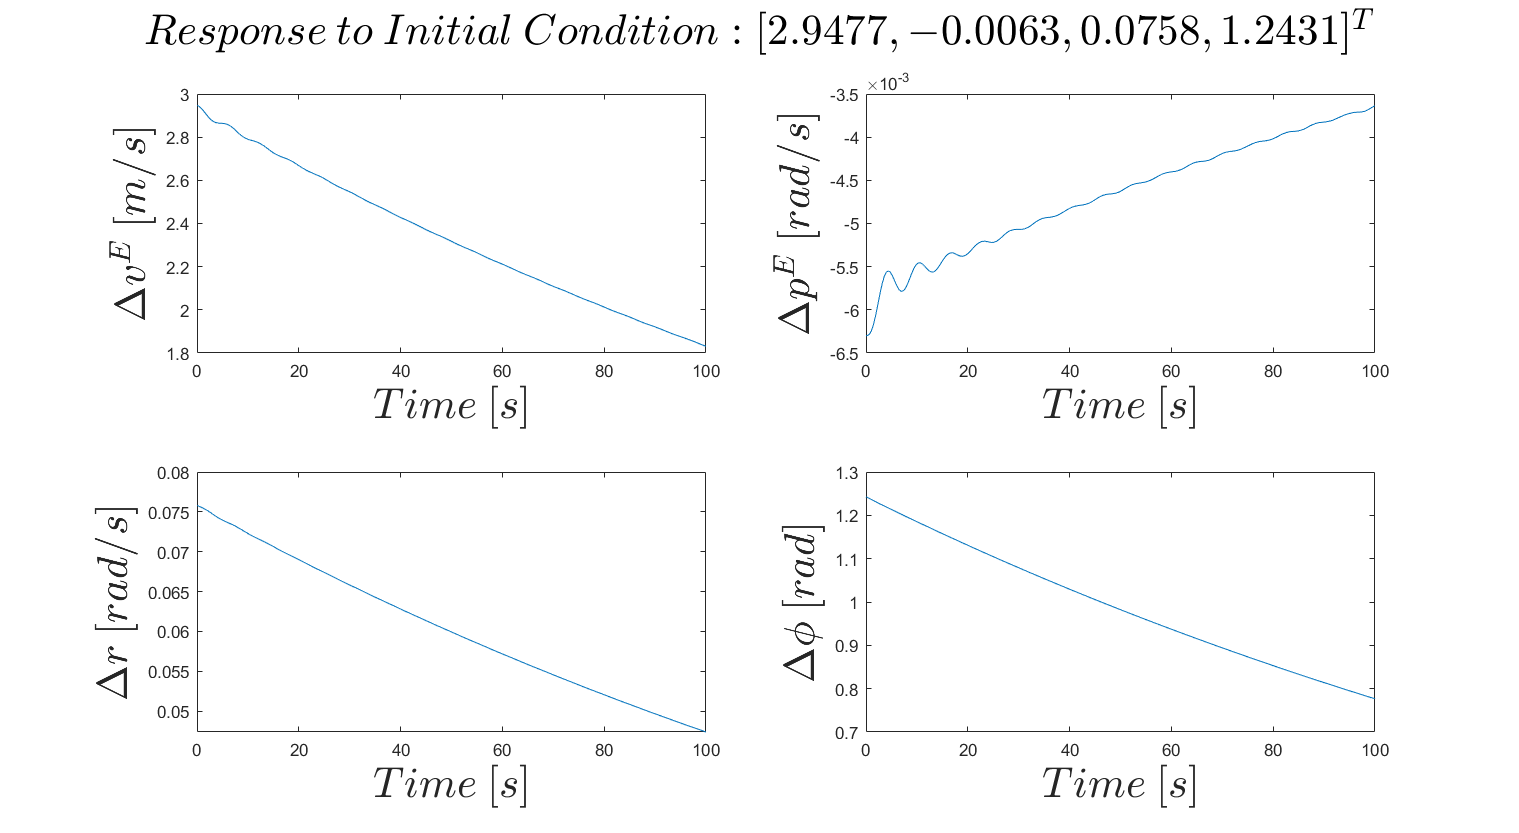 Response to Initial Condition : [2.9477, −0.0063, 0.0758, 1.2431]^T
3
2.8
2.6
2.4
2.2
2
1.8
0 20 40 60 80 100
Δv^E [m/s]
Time [s]
×10^-3
-3.5
-4
-4.5
-5
-5.5
-6
-6.5
0 20 40 60 80 100
Δp^E [rad/s]
Time [s]
0.08
0.075
0.07
0.065
0.06
0.055
0.05
0 20 40 60 80 100
Δr [rad/s]
Time [s]
1.3
1.2
1.1
1
0.9
0.8
0.7
0 20 40 60 80 100
Δϕ [rad]
Time [s]